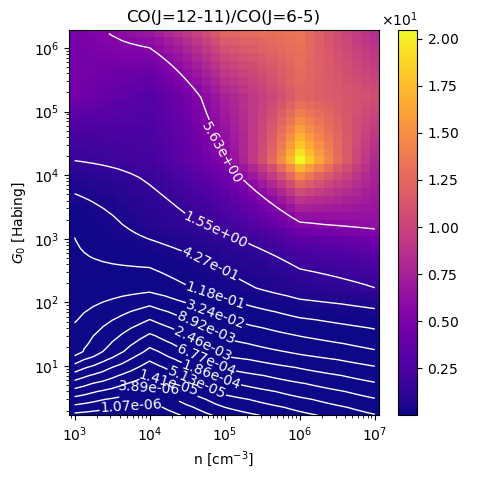 CO(J=12-11)/CO(J=6-5)
×10¹
10⁶
10⁵
10⁴
10³
10²
10¹
G₀ [Habing]
5.63e+00
1.55e+00
4.27e-01
1.18e-01
3.24e-02
8.92e-03
2.46e-03
6.77e-04
1.86e-04
5.13e-05
1.41e-05
3.89e-06
1.07e-06
10³ 10⁴ 10⁵ 10⁶ 10⁷
n [cm⁻³]
2.00
1.75
1.50
1.25
1.00
0.75
0.50
0.25